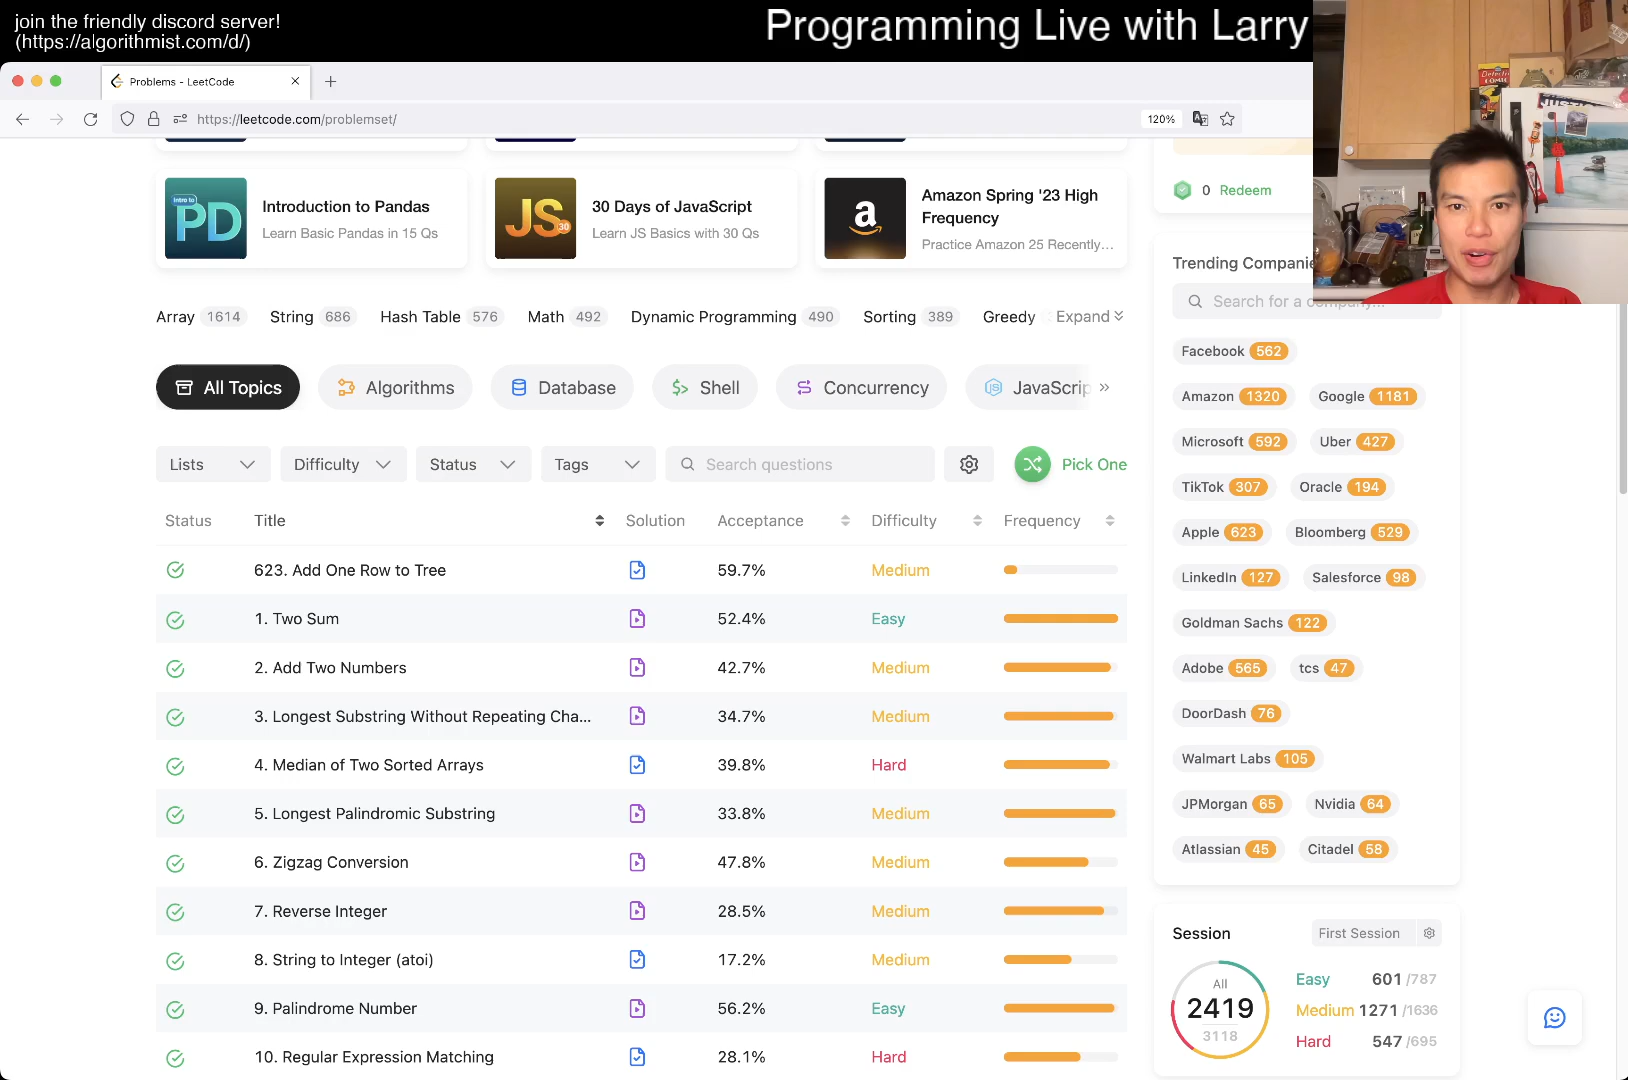 join the friendly discord server!
(https://algorithmist.com/d/)
Programming Live with Larry
Problems - LeetCode
https://leetcode.com/problemset/
120%
Intro to
PD
Introduction to Pandas
Learn Basic Pandas in 15 Qs
JS
30
30 Days of JavaScript
Learn JS Basics with 30 Qs
a
Amazon Spring '23 High
Frequency
Practice Amazon 25 Recently...
0 Redeem
Array 1614 String 686 Hash Table 576 Math 492 Dynamic Programming 490 Sorting 389 Greedy Expand
All Topics Algorithms Database Shell Concurrency JavaScrip
Lists Difficulty Status Tags Search questions Pick One
Status Title Solution Acceptance Difficulty Frequency
623. Add One Row to Tree 59.7% Medium
1. Two Sum 52.4% Easy
2. Add Two Numbers 42.7% Medium
3. Longest Substring Without Repeating Cha... 34.7% Medium
4. Median of Two Sorted Arrays 39.8% Hard
5. Longest Palindromic Substring 33.8% Medium
6. Zigzag Conversion 47.8% Medium
7. Reverse Integer 28.5% Medium
8. String to Integer (atoi) 17.2% Medium
9. Palindrome Number 56.2% Easy
10. Regular Expression Matching 28.1% Hard
Trending Companie
Search for a company...
Facebook 562
Amazon 1320 Google 1181
Microsoft 592 Uber 427
TikTok 307 Oracle 194
Apple 623 Bloomberg 529
LinkedIn 127 Salesforce 98
Goldman Sachs 122
Adobe 565 tcs 47
DoorDash 76
Walmart Labs 105
JPMorgan 65 Nvidia 64
Atlassian 45 Citadel 58
Session First Session
All
2419
3118
Easy 601 /787
Medium 1271 /1636
Hard 547 /695